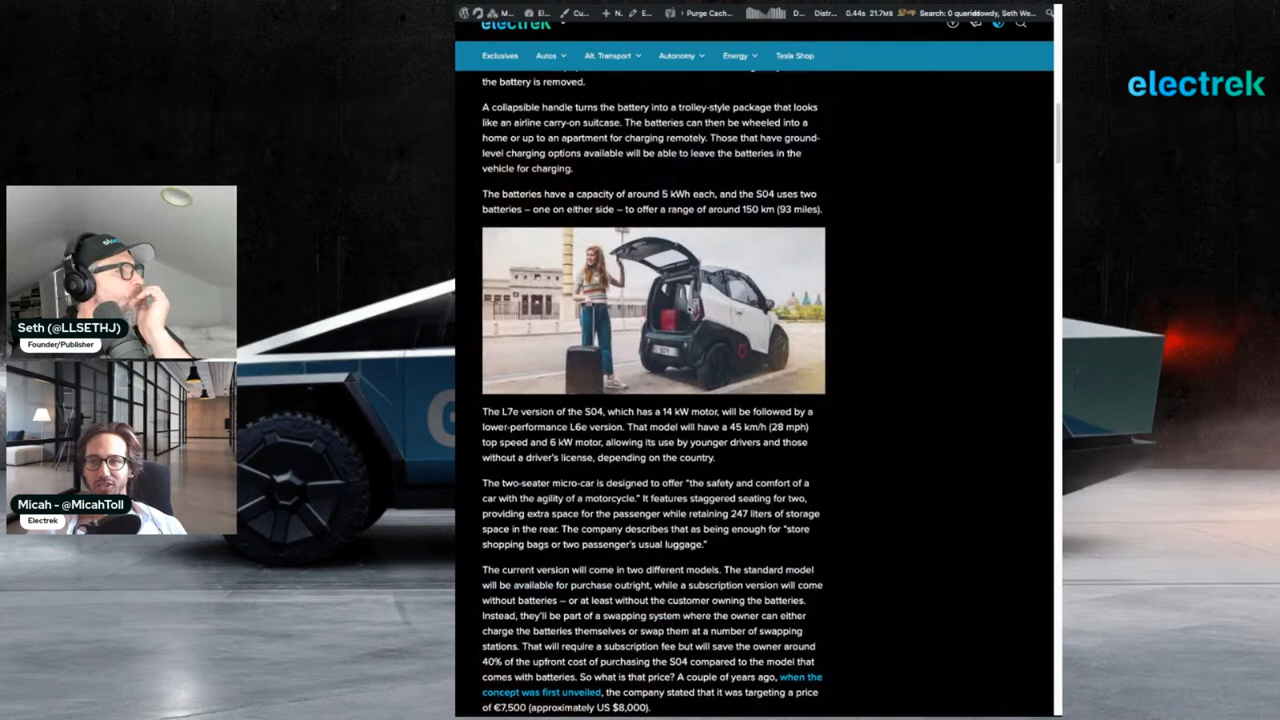 M...
El...
Cu...
N.
E...
Purge Cach...
D...
Distr...
0.44s
21.7MB
Search: 0 queri
owdy, Seth We...
electrek
Exclusives Autos Alt. Transport Autonomy Energy Tesla Shop
electrek
the battery is removed.
A collapsible handle turns the battery into a trolley-style package that looks
like an airline carry-on suitcase. The batteries can then be wheeled into a
home or up to an apartment for charging remotely. Those that have ground-
level charging options available will be able to leave the batteries in the
vehicle for charging.
The batteries have a capacity of around 5 kWh each, and the S04 uses two
batteries – one on either side – to offer a range of around 150 km (93 miles).
The L7e version of the S04, which has a 14 kW motor, will be followed by a
lower-performance L6e version. That model will have a 45 km/h (28 mph)
top speed and 6 kW motor, allowing its use by younger drivers and those
without a driver's license, depending on the country.
The two-seater micro-car is designed to offer “the safety and comfort of a
car with the agility of a motorcycle.” It features staggered seating for two,
providing extra space for the passenger while retaining 247 liters of storage
space in the rear. The company describes that as being enough for “store
shopping bags or two passenger's usual luggage.”
The current version will come in two different models. The standard model
will be available for purchase outright, while a subscription version will come
without batteries – or at least without the customer owning the batteries.
Instead, they'll be part of a swapping system where the owner can either
charge the batteries themselves or swap them at a number of swapping
stations. That will require a subscription fee but will save the owner around
40% of the upfront cost of purchasing the S04 compared to the model that
comes with batteries. So what is that price? A couple of years ago, when the
concept was first unveiled, the company stated that it was targeting a price
of €7,500 (approximately US $8,000).
Seth (@LLSETHJ)
Founder/Publisher
Micah - @MicahToll
Electrek